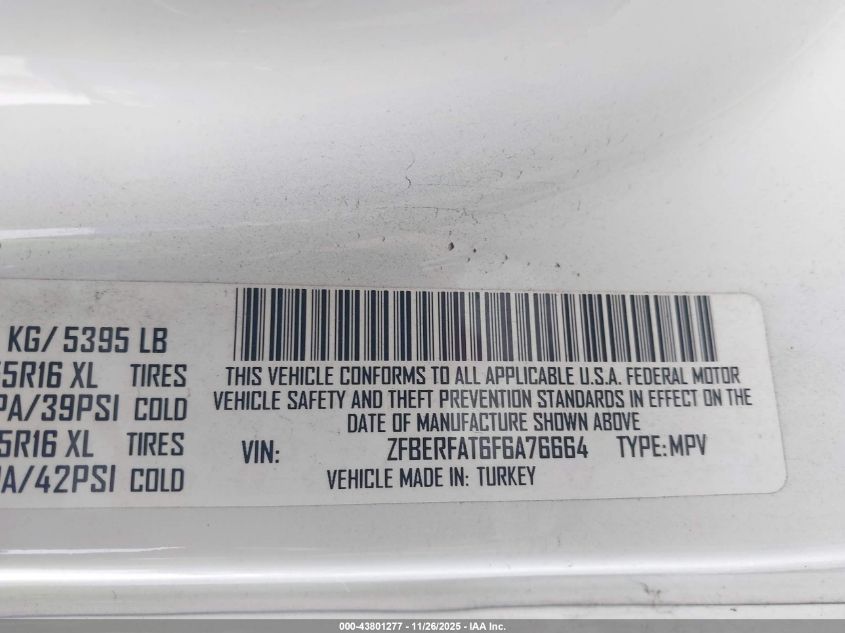 KG/ 5395 LB
5R16 XL TIRES
PA/39PSI COLD
5R16 XL TIRES
PA/42PSI COLD
THIS VEHICLE CONFORMS TO ALL APPLICABLE U.S.A. FEDERAL MOTOR
VEHICLE SAFETY AND THEFT PREVENTION STANDARDS IN EFFECT ON THE
DATE OF MANUFACTURE SHOWN ABOVE
VIN: ZFBERFAT6F6A76664 TYPE:MPV
VEHICLE MADE IN: TURKEY
000-43801277 - 11/26/2025 - IAA Inc.